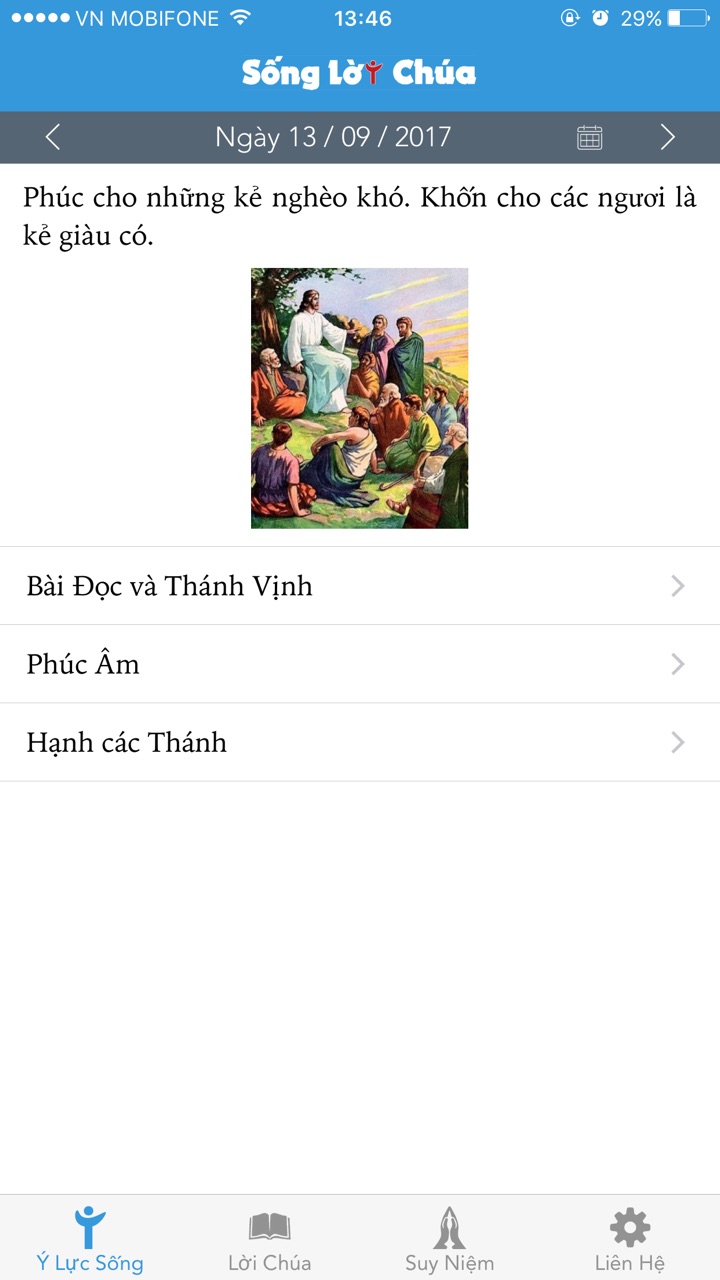 VN MOBIFONE 13:46 29%
Sống Lời Chúa
Ngày 13 / 09 / 2017
Phúc cho những kẻ nghèo khó. Khốn cho các ngươi là
kẻ giàu có.
Bài Đọc và Thánh Vịnh
Phúc Âm
Hạnh các Thánh
Ý Lực Sống Lời Chúa Suy Niệm Liên Hệ